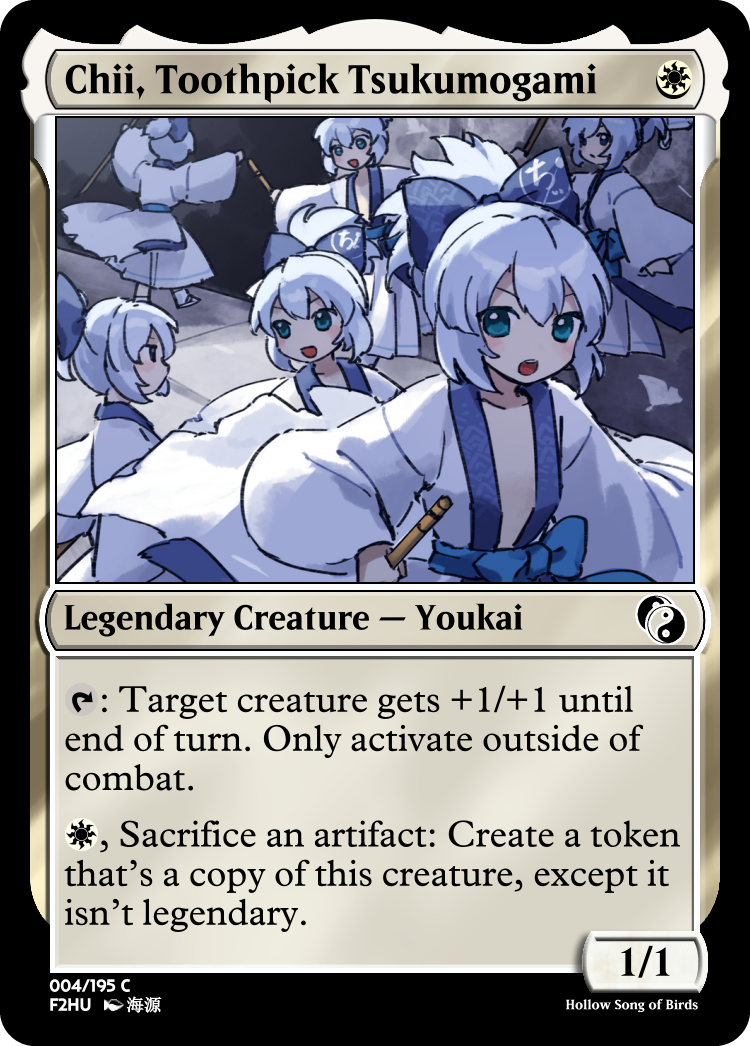 Chii, Toothpick Tsukumogami
ち
ち
Legendary Creature — Youkai
: Target creature gets +1/+1 until
end of turn. Only activate outside of
combat.
, Sacrifice an artifact: Create a token
that's a copy of this creature, except it
isn't legendary.
1/1
004/195 C
F2HU 海源
Hollow Song of Birds